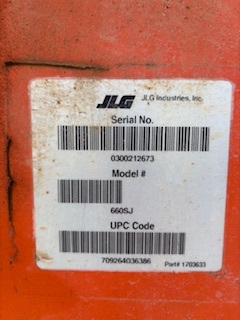 JLG JLG Industries, Inc.
Serial No.
0300212673
Model #
660SJ
UPC Code
709264036386
Part# 1703633